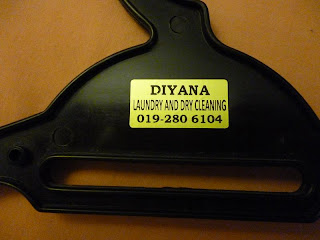 DIYANA
LAUNDRY AND DRY CLEANING
019-280 6104